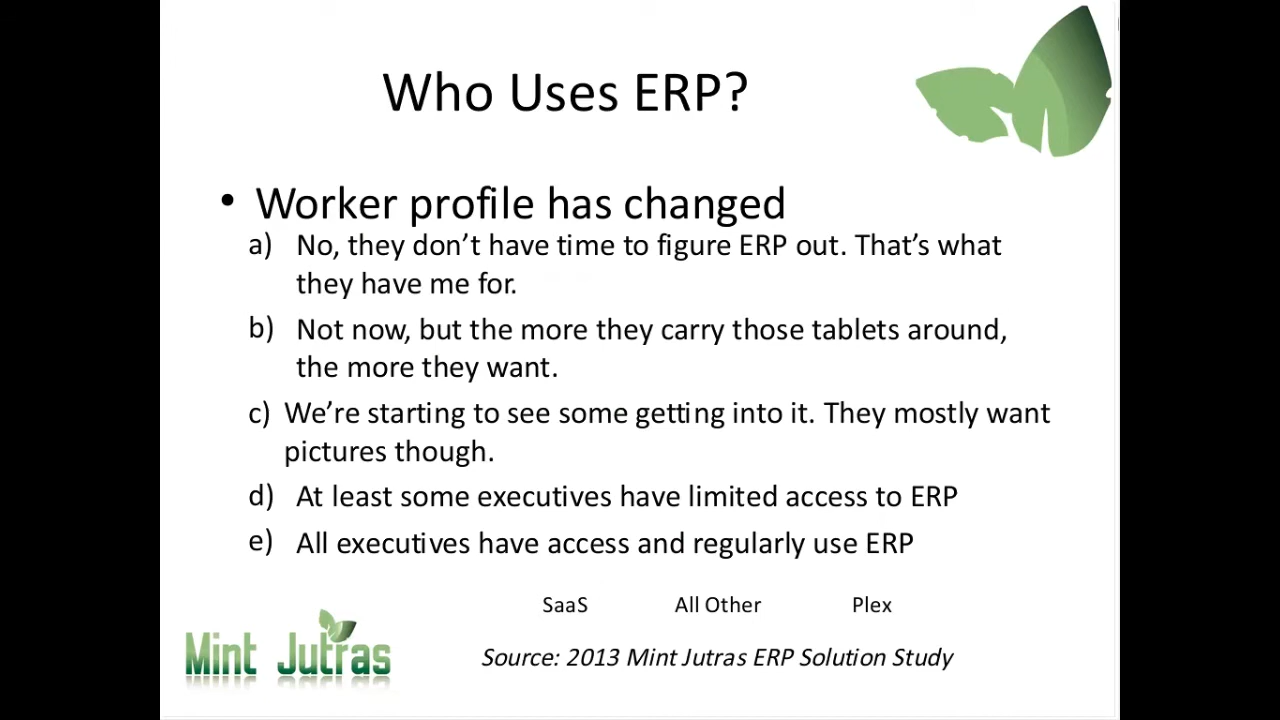 Who Uses ERP?
• Worker profile has changed
a) No, they don’t have time to figure ERP out. That’s what
they have me for.
b) Not now, but the more they carry those tablets around,
the more they want.
c) We’re starting to see some getting into it. They mostly want
pictures though.
d) At least some executives have limited access to ERP
e) All executives have access and regularly use ERP
SaaS All Other Plex
Mint Jutras
Source: 2013 Mint Jutras ERP Solution Study